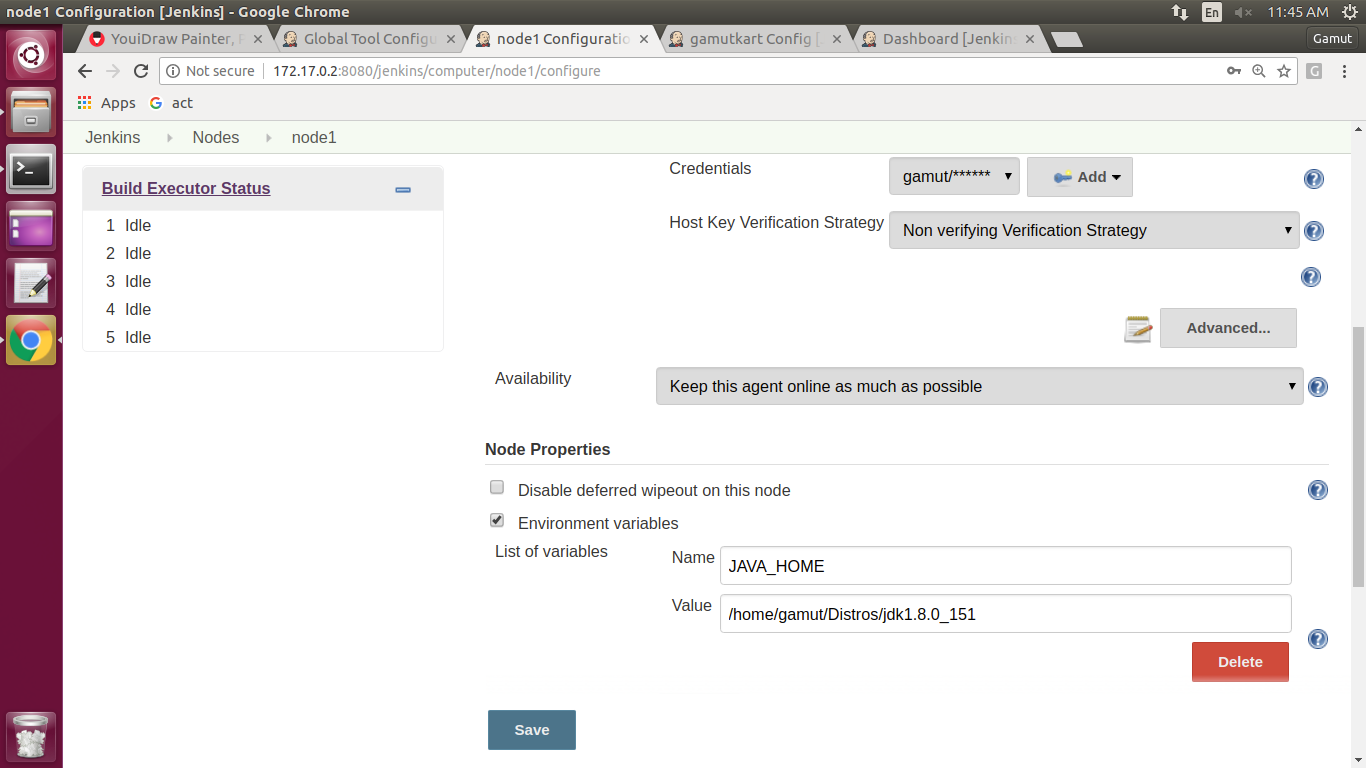 node1 Configuration [Jenkins] - Google Chrome
En
11:45 AM
YouiDraw Painter,
Global Tool Configu
node1 Configuratio
gamutkart Config [
Dashboard [Jenkins
Gamut
Not secure
172.17.0.2:8080/jenkins/computer/node1/configure
G
Apps
G act
Jenkins
Nodes
node1
Build Executor Status
1 Idle
2 Idle
3 Idle
4 Idle
5 Idle
Credentials
gamut/******
Add
?
Host Key Verification Strategy
Non verifying Verification Strategy
?
?
Advanced...
Availability
Keep this agent online as much as possible
?
Node Properties
Disable deferred wipeout on this node
?
Environment variables
List of variables
Name
JAVA_HOME
Value
/home/gamut/Distros/jdk1.8.0_151
?
Delete
Save